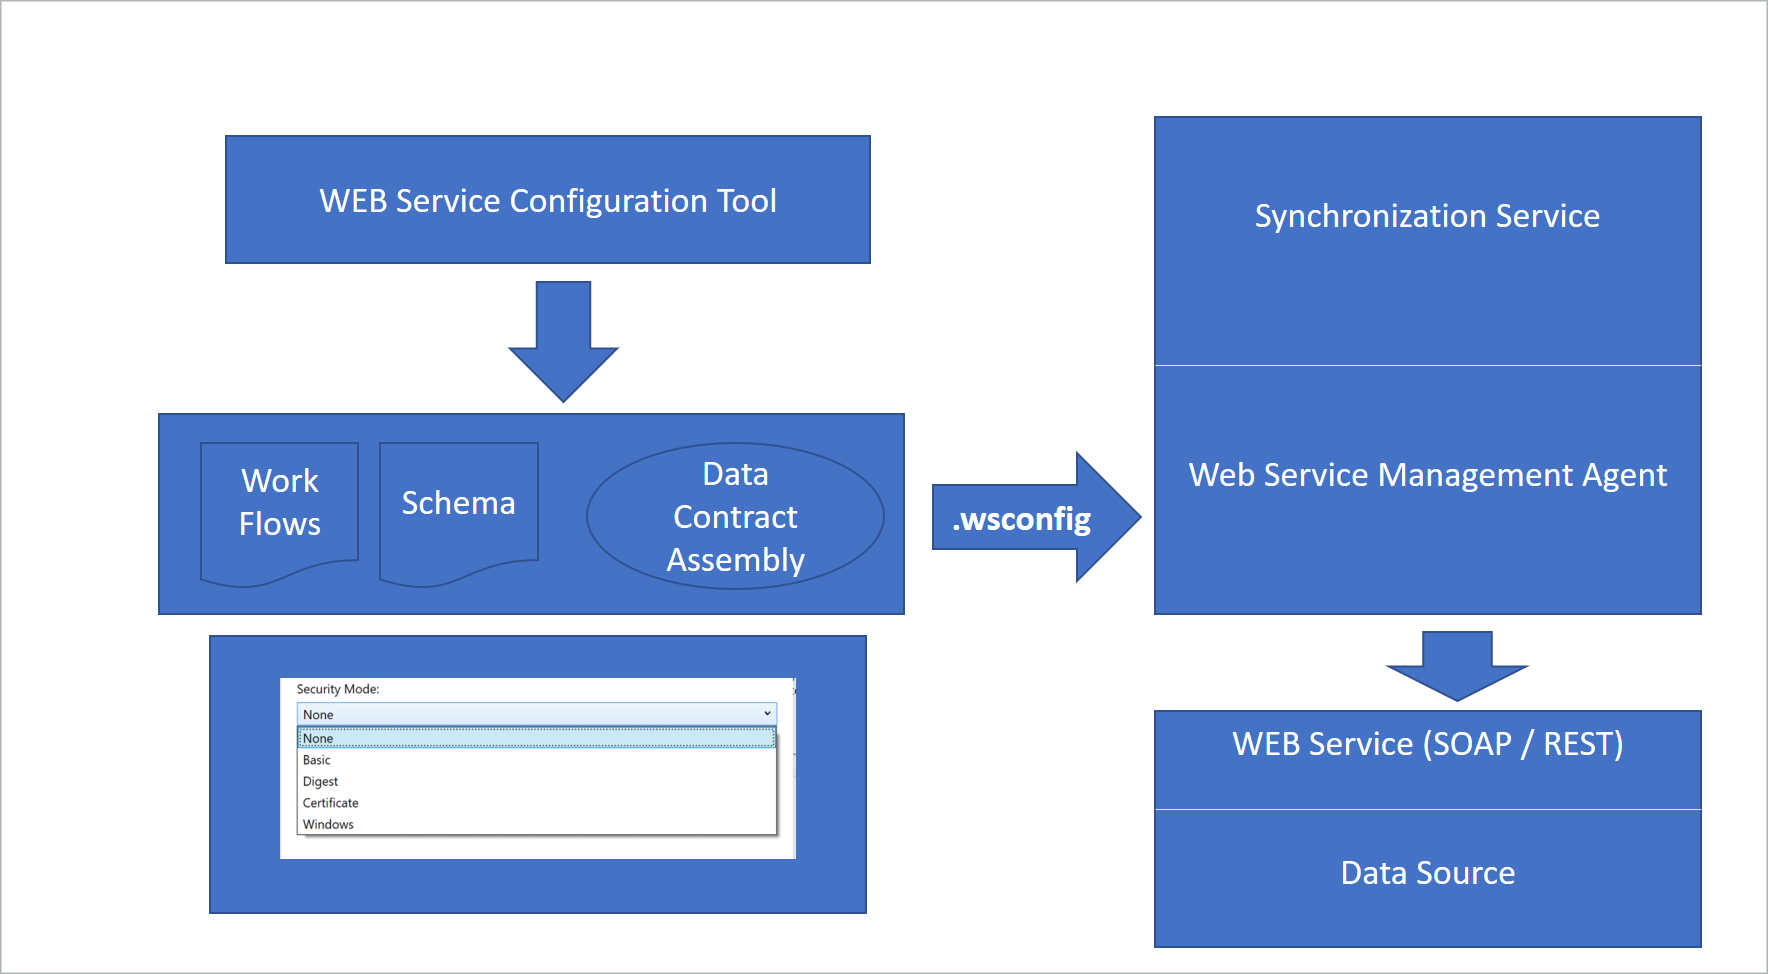 WEB Service Configuration Tool
Work
Flows
Schema
Data
Contract
Assembly
.wsconfig
Security Mode:
None
None
Basic
Digest
Certificate
Windows
Synchronization Service
Web Service Management Agent
WEB Service (SOAP / REST)
Data Source